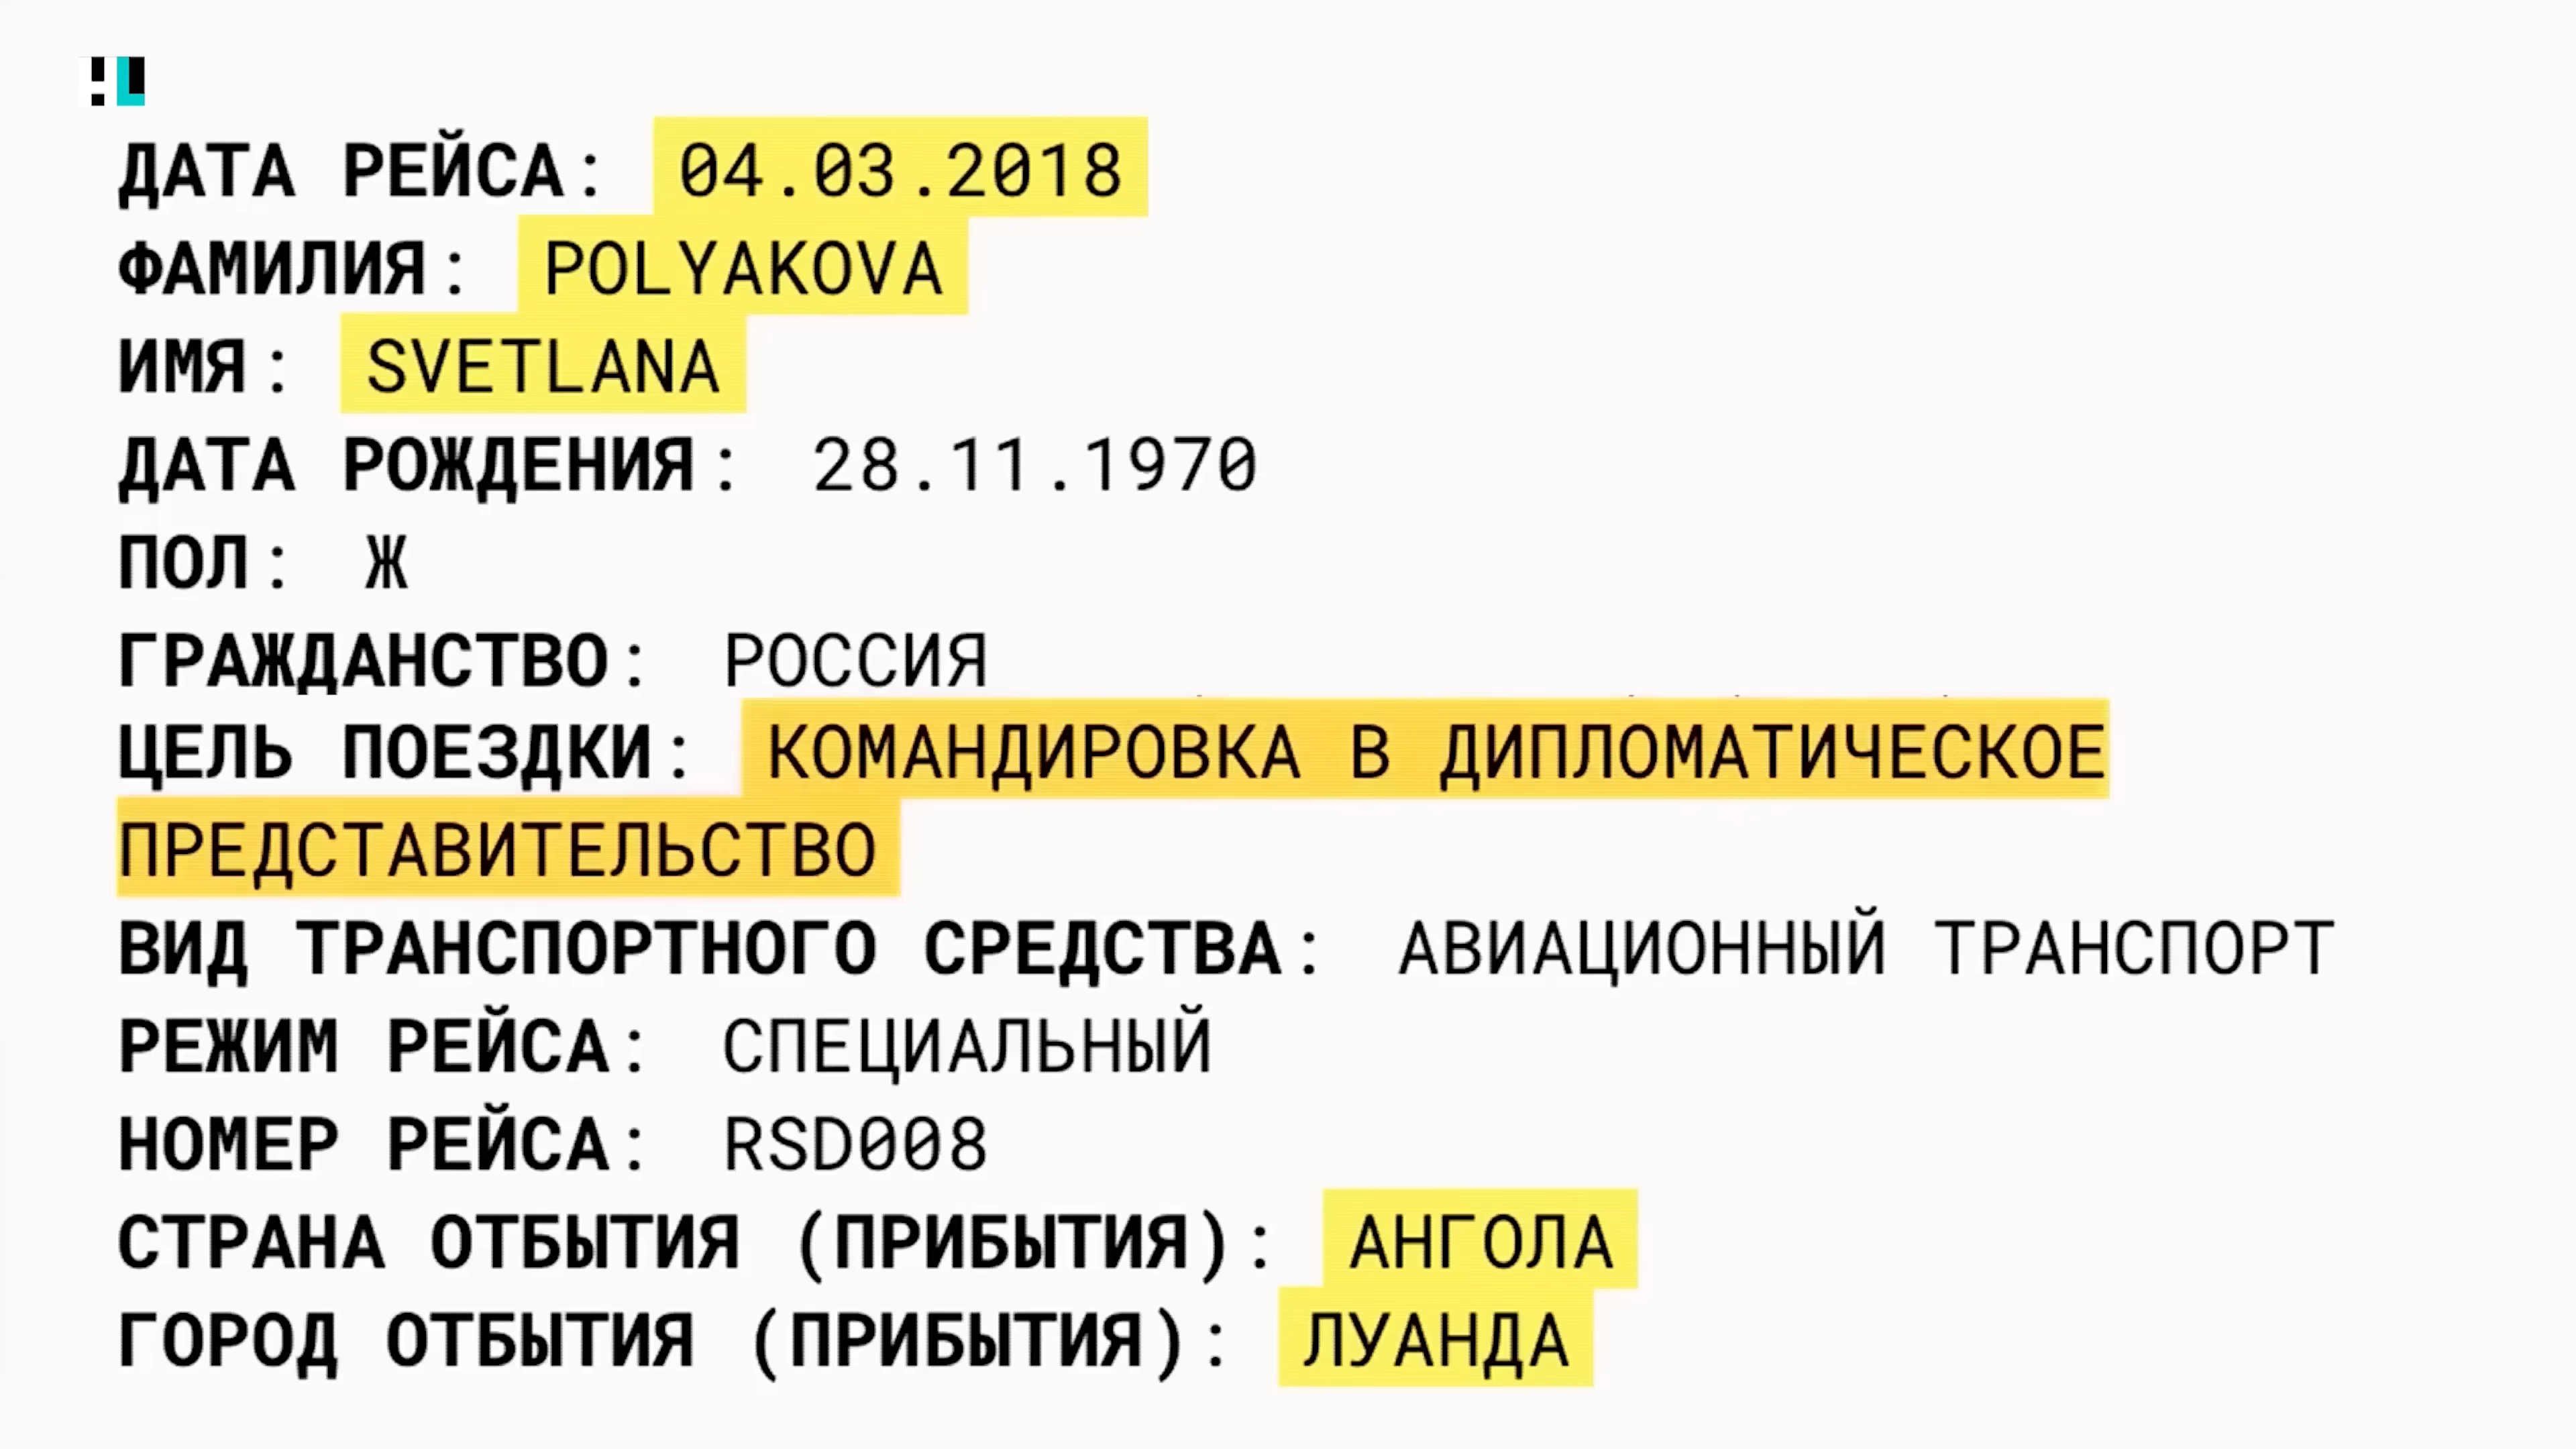 ДАТА РЕЙСА: 04.03.2018
ФАМИЛИЯ: POLYAKOVA
ИМЯ: SVETLANA
ДАТА РОЖДЕНИЯ: 28.11.1970
ПОЛ: Ж
ГРАЖДАНСТВО: РОССИЯ
ЦЕЛЬ ПОЕЗДКИ: КОМАНДИРОВКА В ДИПЛОМАТИЧЕСКОЕ
ПРЕДСТАВИТЕЛЬСТВО
ВИД ТРАНСПОРТНОГО СРЕДСТВА: АВИАЦИОННЫЙ ТРАНСПОРТ
РЕЖИМ РЕЙСА: СПЕЦИАЛЬНЫЙ
НОМЕР РЕЙСА: RSD008
СТРАНА ОТБЫТИЯ (ПРИБЫТИЯ): АНГОЛА
ГОРОД ОТБЫТИЯ (ПРИБЫТИЯ): ЛУАНДА